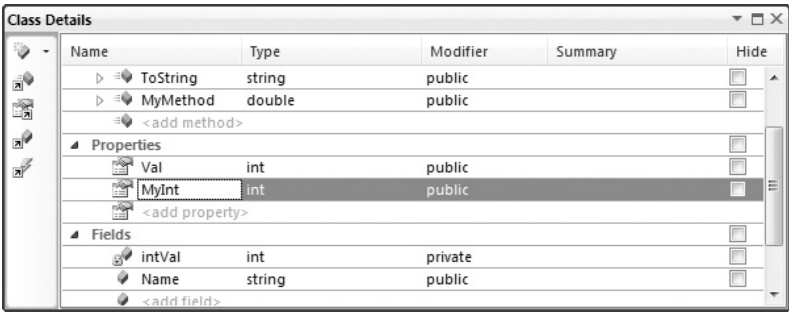 Class Details
Name Type Modifier Summary Hide
ToString string public
MyMethod double public
<add method>
Properties
Val int public
MyInt int public
<add property>
Fields
intVal int private
Name string public
<add field>